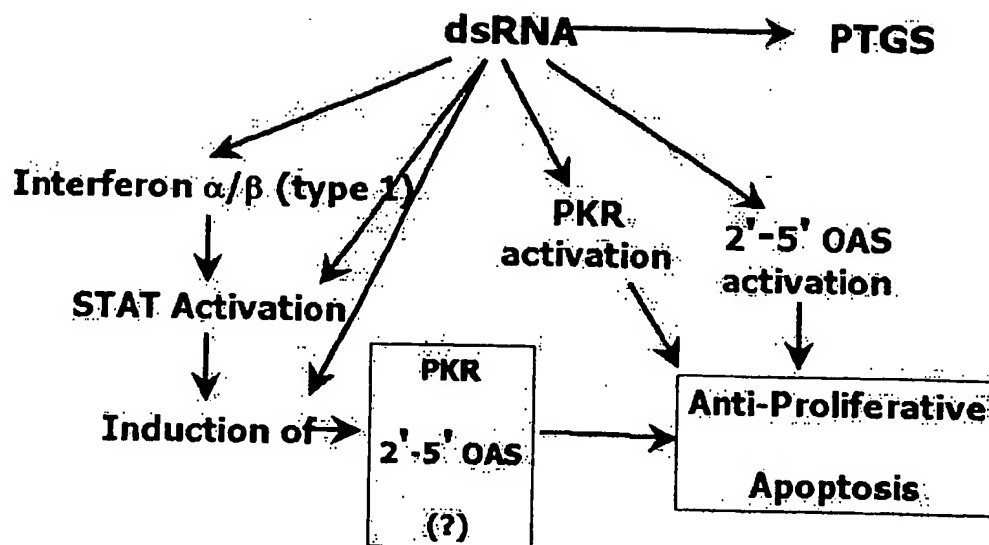 dsRNA
PTGS
Interferon α/β (type 1)
PKR
activation
2'-5' OAS
activation
STAT Activation
Induction of
PKR
2'-5' OAS
(?)
Anti-Proliferative
Apoptosis